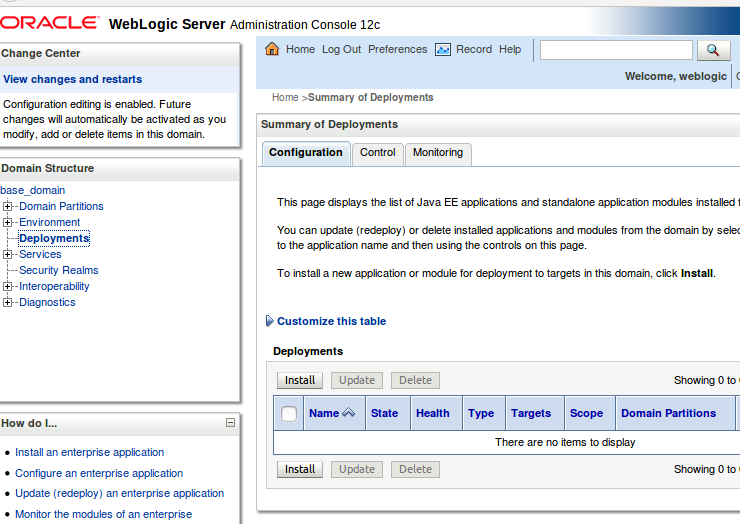 ORACLE WebLogic Server Administration Console 12c
Change Center
View changes and restarts
Configuration editing is enabled. Future
changes will automatically be activated as you
modify, add or delete items in this domain.
Domain Structure
base_domain
Domain Partitions
Environment
Deployments
Services
Security Realms
Interoperability
Diagnostics
How do I...
Install an enterprise application
Configure an enterprise application
Update (redeploy) an enterprise application
Monitor the modules of an enterprise
Home Log Out Preferences Record Help
Welcome, weblogic
Home >Summary of Deployments
Summary of Deployments
Configuration Control Monitoring
This page displays the list of Java EE applications and standalone application modules installed
You can update (redeploy) or delete installed applications and modules from the domain by
to the application name and then using the controls on this page.
To install a new application or module for deployment to targets in this domain, click Install.
Customize this table
Deployments
Install Update Delete Showing 0 to
Name State Health Type Targets Scope Domain Partitions
There are no items to display
Install Update Delete Showing 0 to